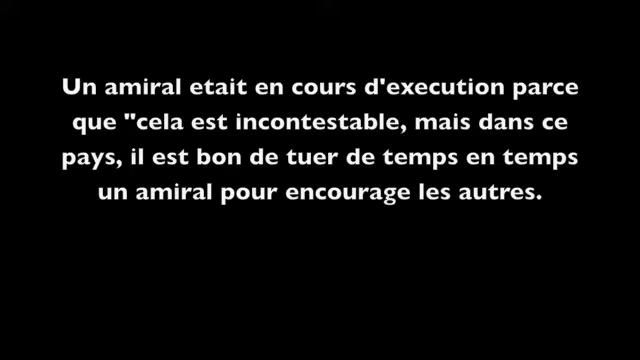 Un amiral etait en cours d'execution parce
que "cela est incontestable, mais dans ce
pays, il est bon de tuer de temps en temps
un amiral pour encourage les autres.